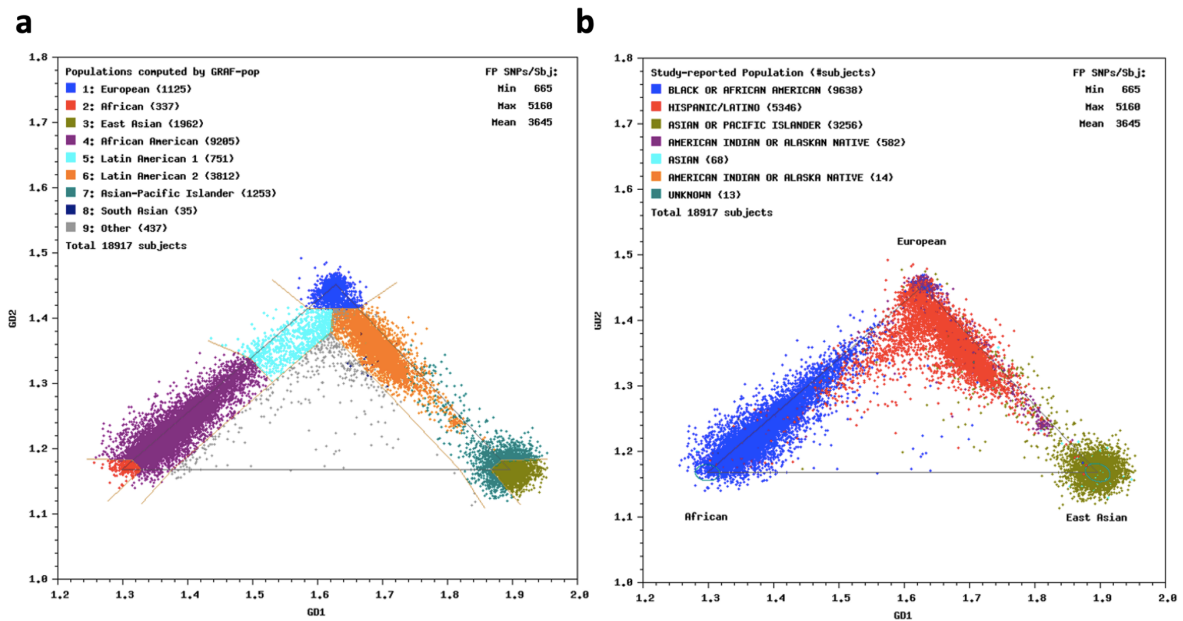 a
Populations computed by GRAF-pop
1: European (1125)
2: African (337)
3: East Asian (1962)
4: African American (9205)
5: Latin American 1 (751)
6: Latin American 2 (3812)
7: Asian-Pacific Islander (1253)
8: South Asian (35)
9: Other (437)
Total 18917 subjects
FP SNPs/Sbj:
Min 665
Max 5160
Mean 3645
GD2
1.8
1.7
1.6
1.5
1.4
1.3
1.2
1.1
1.0
1.2 1.3 1.4 1.5 1.6 1.7 1.8 1.9 2.0
GD1
b
Study-reported Population (#subjects)
BLACK OR AFRICAN AMERICAN (9638)
HISPANIC/LATINO (5346)
ASIAN OR PACIFIC ISLANDER (3256)
AMERICAN INDIAN OR ALASKAN NATIVE (582)
ASIAN (68)
AMERICAN INDIAN OR ALASKA NATIVE (14)
UNKNOWN (13)
Total 18917 subjects
FP SNPs/Sbj:
Min 665
Max 5160
Mean 3645
European
African
East Asian
GD2
1.8
1.7
1.6
1.5
1.4
1.3
1.2
1.1
1.0
1.2 1.3 1.4 1.5 1.6 1.7 1.8 1.9 2.0
GD1